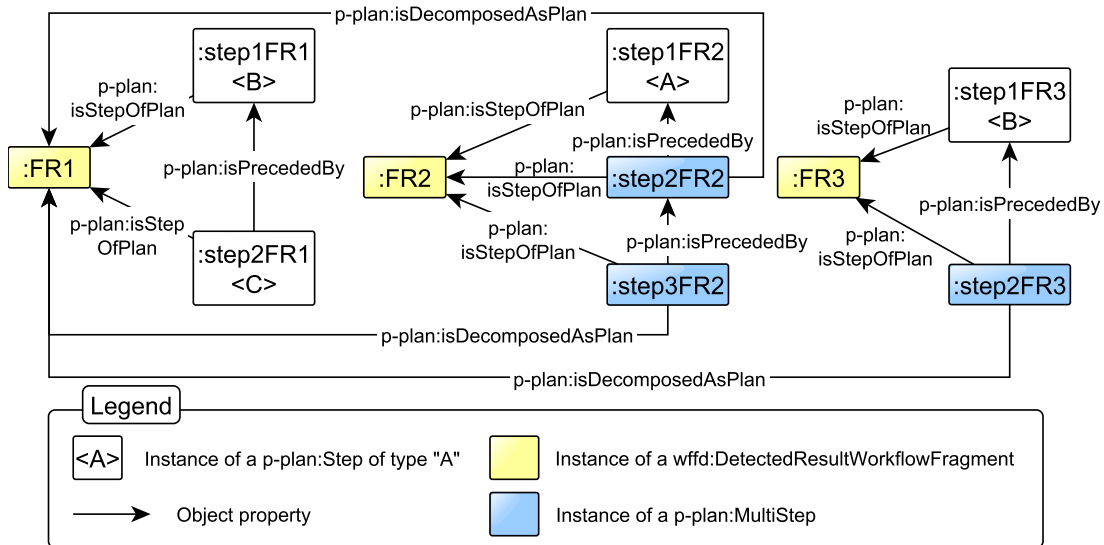 p-plan:isDecomposedAsPlan
:step1FR1
<B>
p-plan:
isStepOfPlan
p-plan:isPrecededBy
:FR1
p-plan:isStep
OfPlan
:step2FR1
<C>
:step1FR2
<A>
p-plan:isStepOfPlan
p-plan:isPrecededBy
:FR2
p-plan:
isStepOfPlan
:step2FR2
p-plan:
isStepOfPlan
p-plan:isPrecededBy
:step3FR2
:step1FR3
<B>
p-plan:
isStepOfPlan
:FR3
p-plan:isPrecededBy
p-plan:
isStepOfPlan
:step2FR3
p-plan:isDecomposedAsPlan
p-plan:isDecomposedAsPlan
Legend
<A>
Instance of a p-plan:Step of type "A"
Instance of a wffd:DetectedResultWorkflowFragment
Object property
Instance of a p-plan:MultiStep